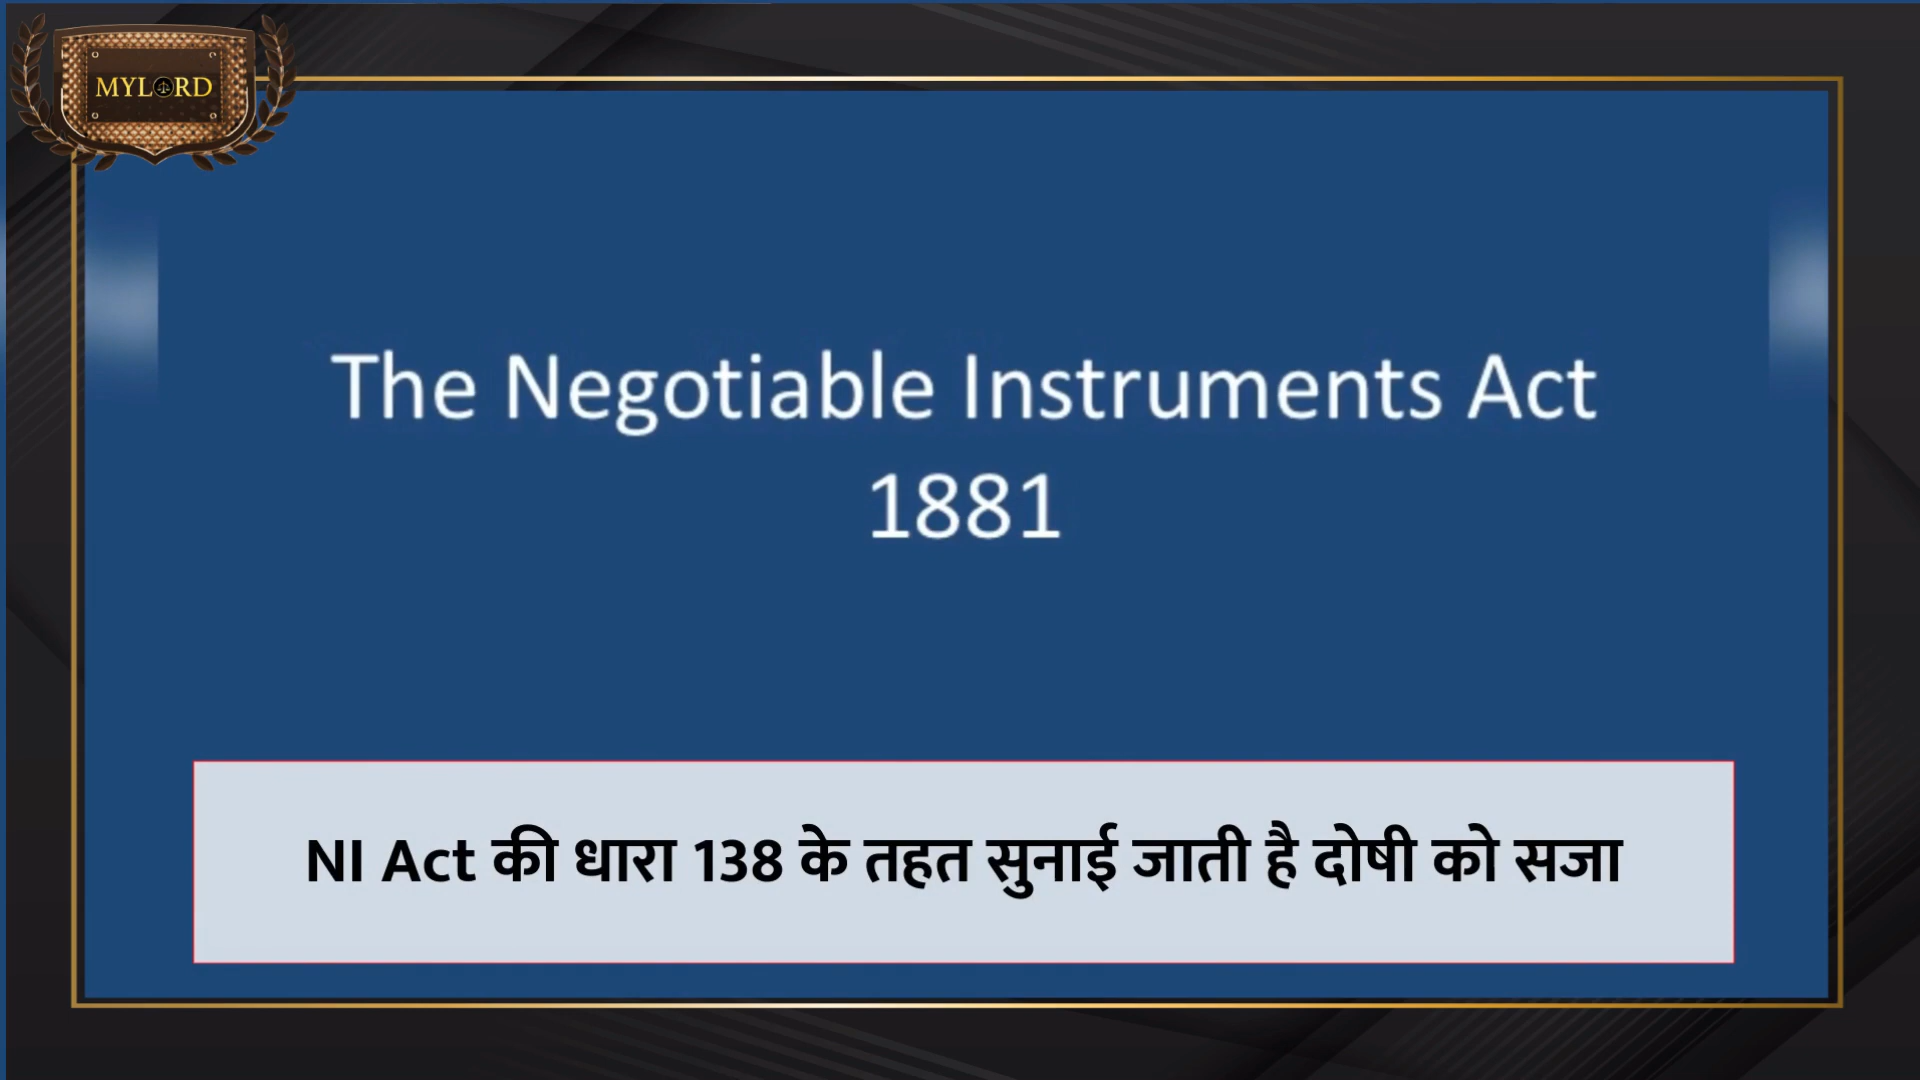 MYLORD
The Negotiable Instruments Act
1881
NI Act की धारा 138 के तहत सुनाई जाती है दोषी को सजा